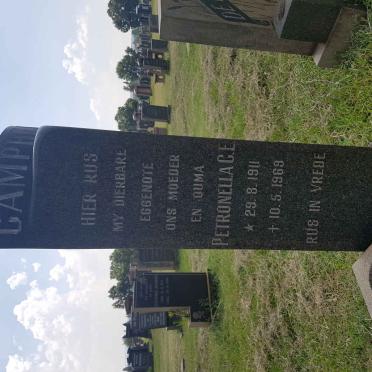 HIER RUS
MY DIERBARE
EGGENOTE
ONS MOEDER
EN OUMA
PETRONELLA C.E.
★ 29.8.1911
✝ 10.5.1969
RUS IN VREDE